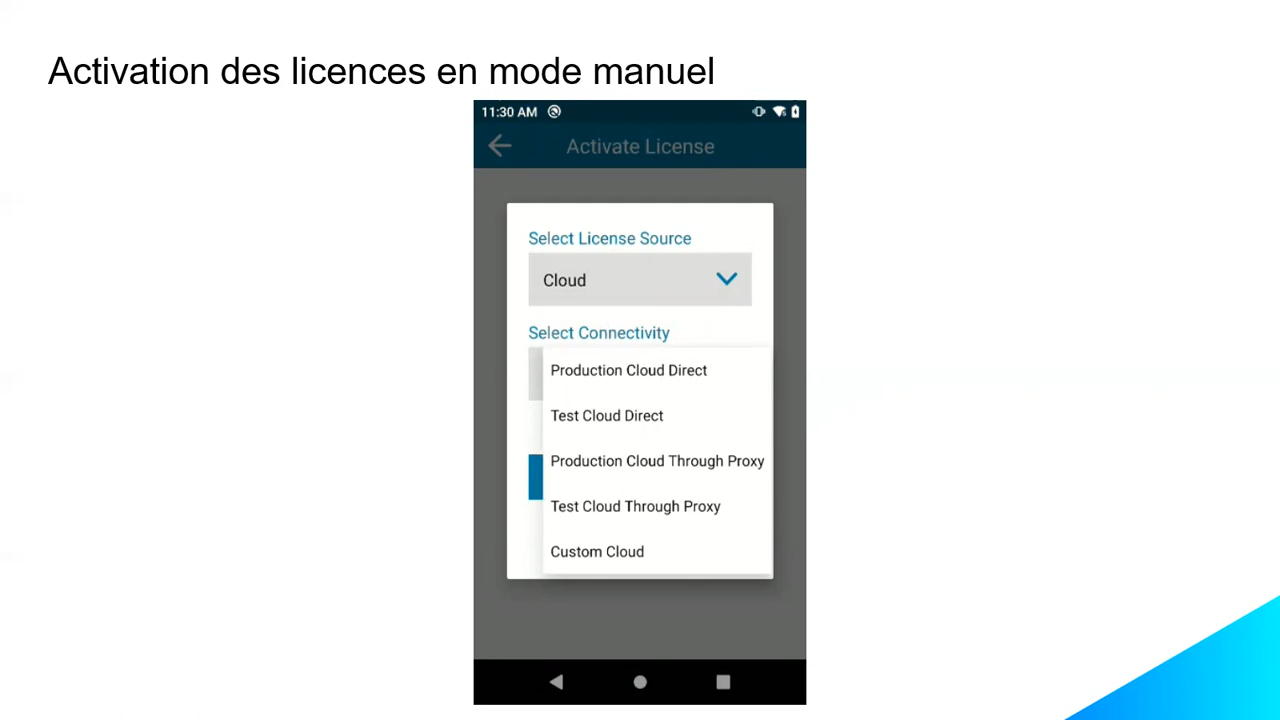 Activation des licences en mode manuel
11:30 AM
Activate License
Select License Source
Cloud
Select Connectivity
Production Cloud Direct
Test Cloud Direct
Production Cloud Through Proxy
Test Cloud Through Proxy
Custom Cloud